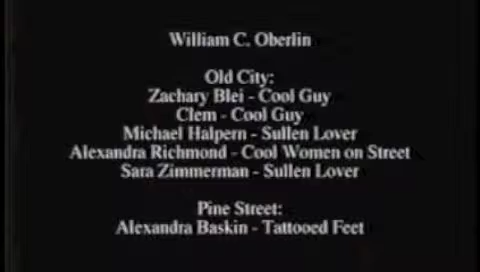 William C. Oberlin
Old City:
Zachary Blei - Cool Guy
Clem - Cool Guy
Michael Halpern - Sullen Lover
Alexandra Richmond - Cool Women on Street
Sara Zimmerman - Sullen Lover
Pine Street:
Alexandra Baskin - Tattooed Feet